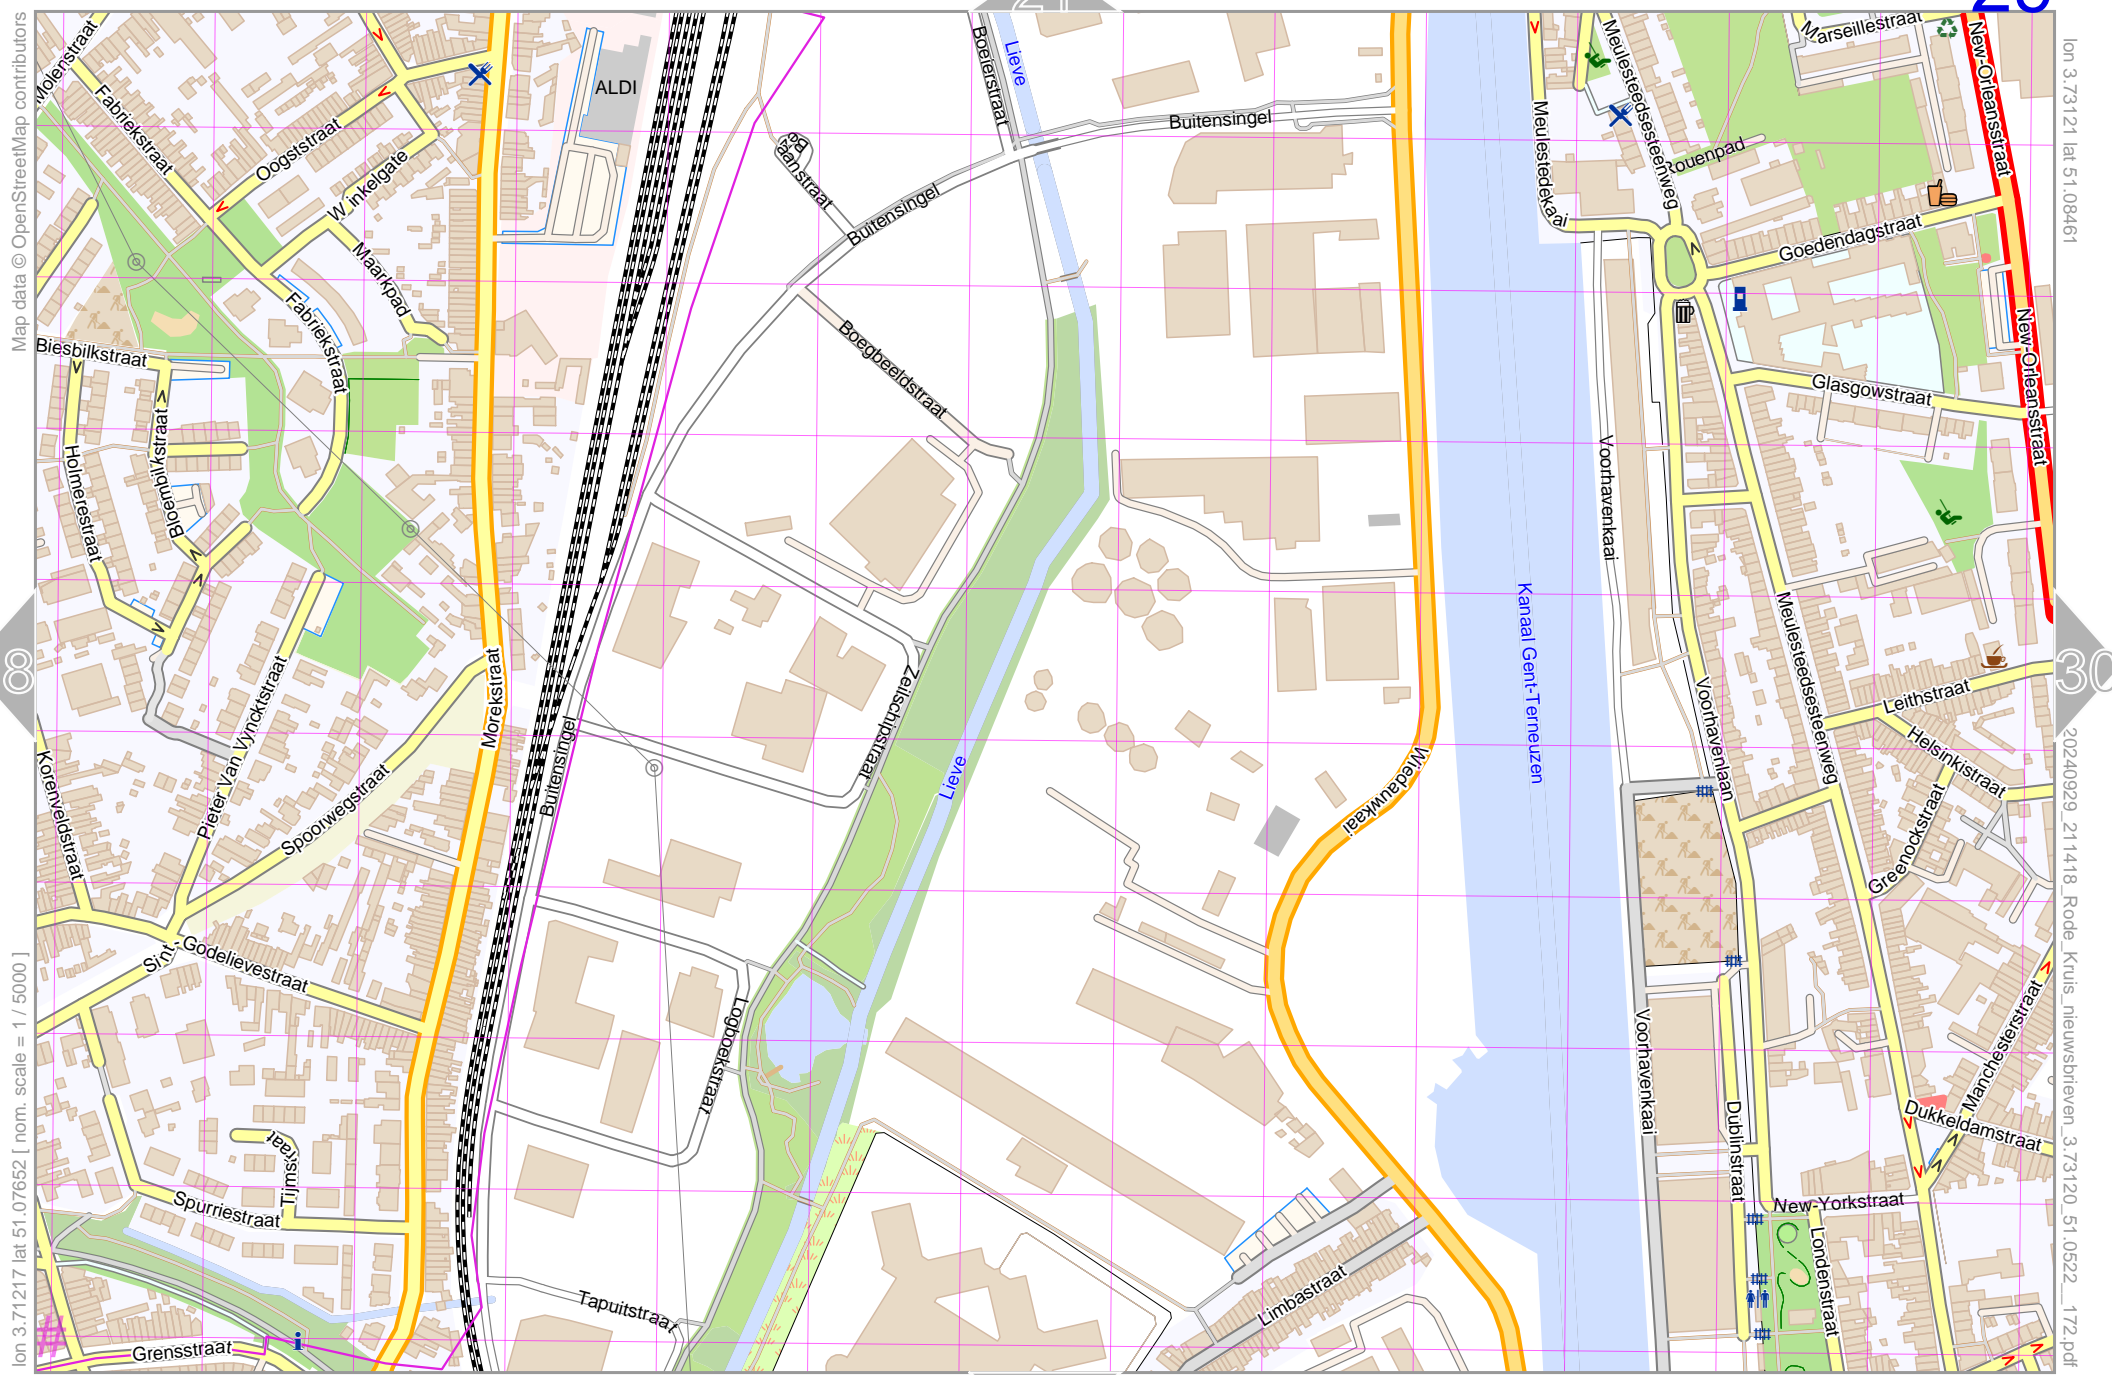 Map data © OpenStreetMap contributors
lon 3.71217 lat 51.07652 [ nom. scale = 1 / 5000 ]
lon 3.73121 lat 51.08461
20240929_211418_Rode_Kruis_nieuwsbrieven_3.73120_51.0522__172.pdf
8
30
Molenstraat
Fabriekstraat
Oogststraat
Winkelgate
Maarkpad
Fabriekstraat
Biesbilkstraat
Bloembilkstraat
Holmerestraat
Pieter Van Vyncktstraat
Korenveldstraat
Spoorwegstraat
Morekstraat
Sint-Godelievestraat
Tijmstraat
Spurriestraat
Grensstraat
ALDI
Baanstraat
Boeierstraat
Lieve
Buitensingel
Buitensingel
Boegbeeldstraat
Zeilschipstraat
Buitensingel
Lieve
Logboekstraat
Tapuitstraat
Wiedauwkaai
Limbastraat
Kanaal Gent-Terneuzen
Meulestedekaai
Meulesteedsesteenweg
Marseillestraat
New-Orleansstraat
Rouenpad
Goedendagstraat
New-Orleansstraat
Glasgowstraat
Voorhavenkaai
Meulesteedsesteenweg
Voorhavenlaan
Leithstraat
Helsinkistraat
Greenockstraat
Manchesterstraat
Dukkeldamstraat
Voorhavenkaai
Dublinstraat
New-Yorkstraat
Londenstraat